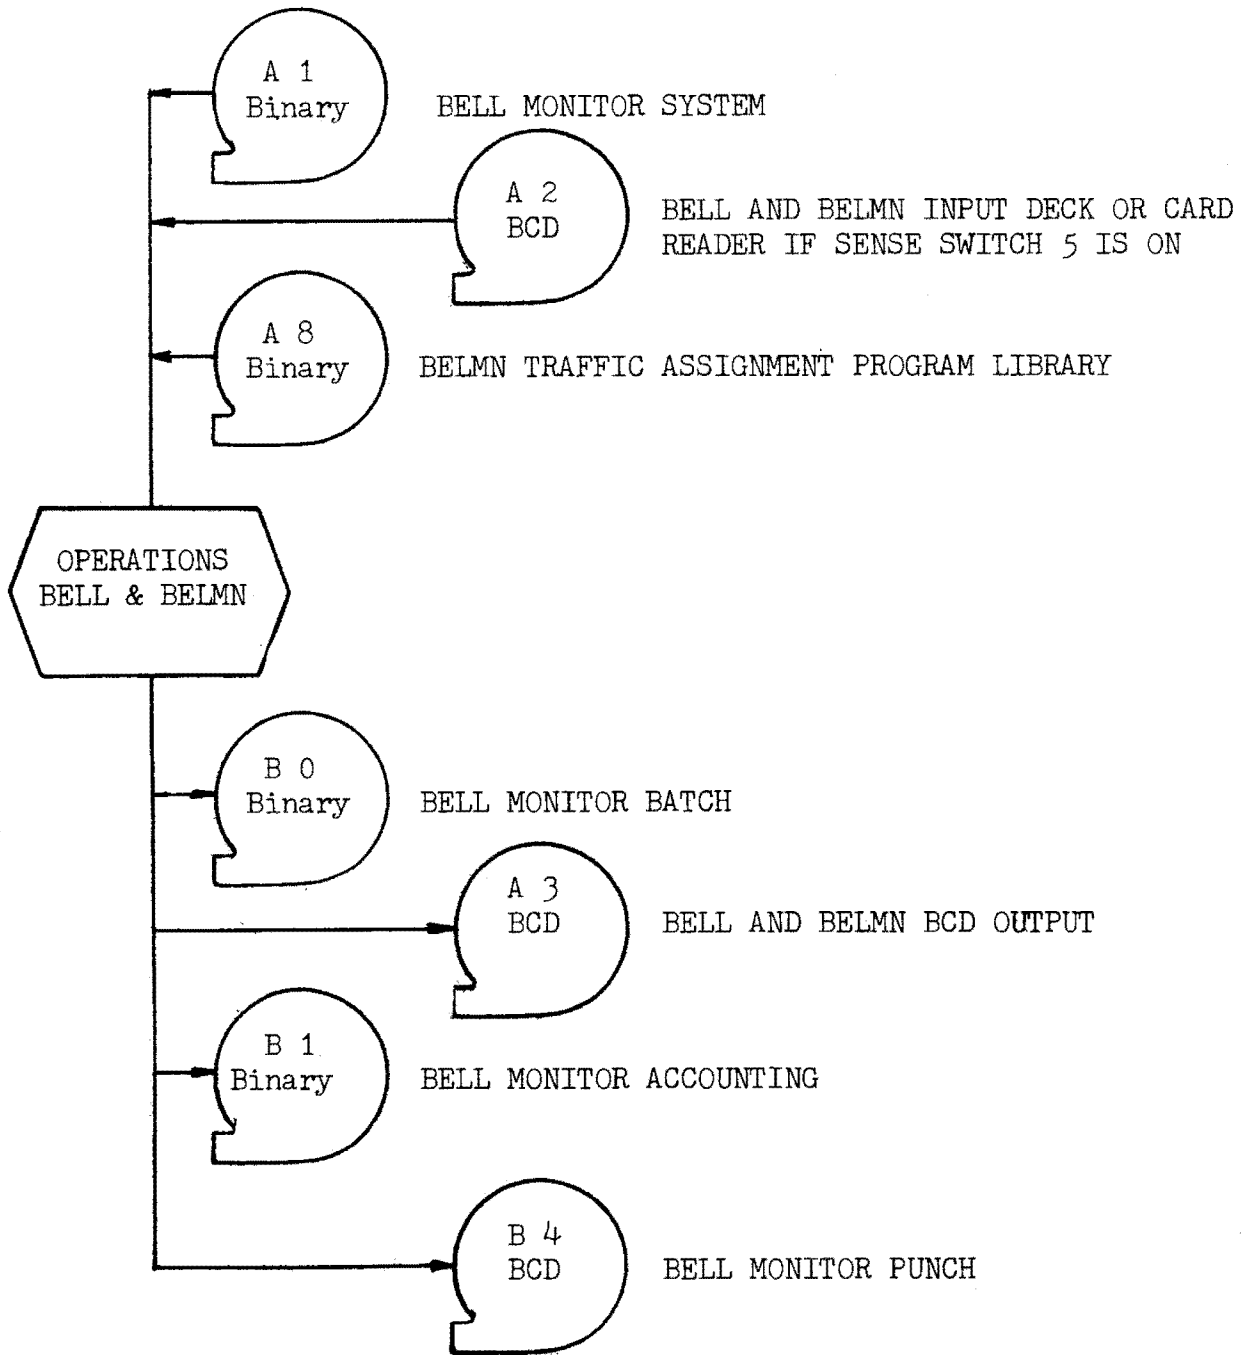 A 1
Binary
BELL MONITOR SYSTEM
A 2
BCD
BELL AND BELMN INPUT DECK OR CARD
READER IF SENSE SWITCH 5 IS ON
A 8
Binary
BELMN TRAFFIC ASSIGNMENT PROGRAM LIBRARY
OPERATIONS
BELL & BELMN
B 0
Binary
BELL MONITOR BATCH
A 3
BCD
BELL AND BELMN BCD OUTPUT
B 1
Binary
BELL MONITOR ACCOUNTING
B 4
BCD
BELL MONITOR PUNCH